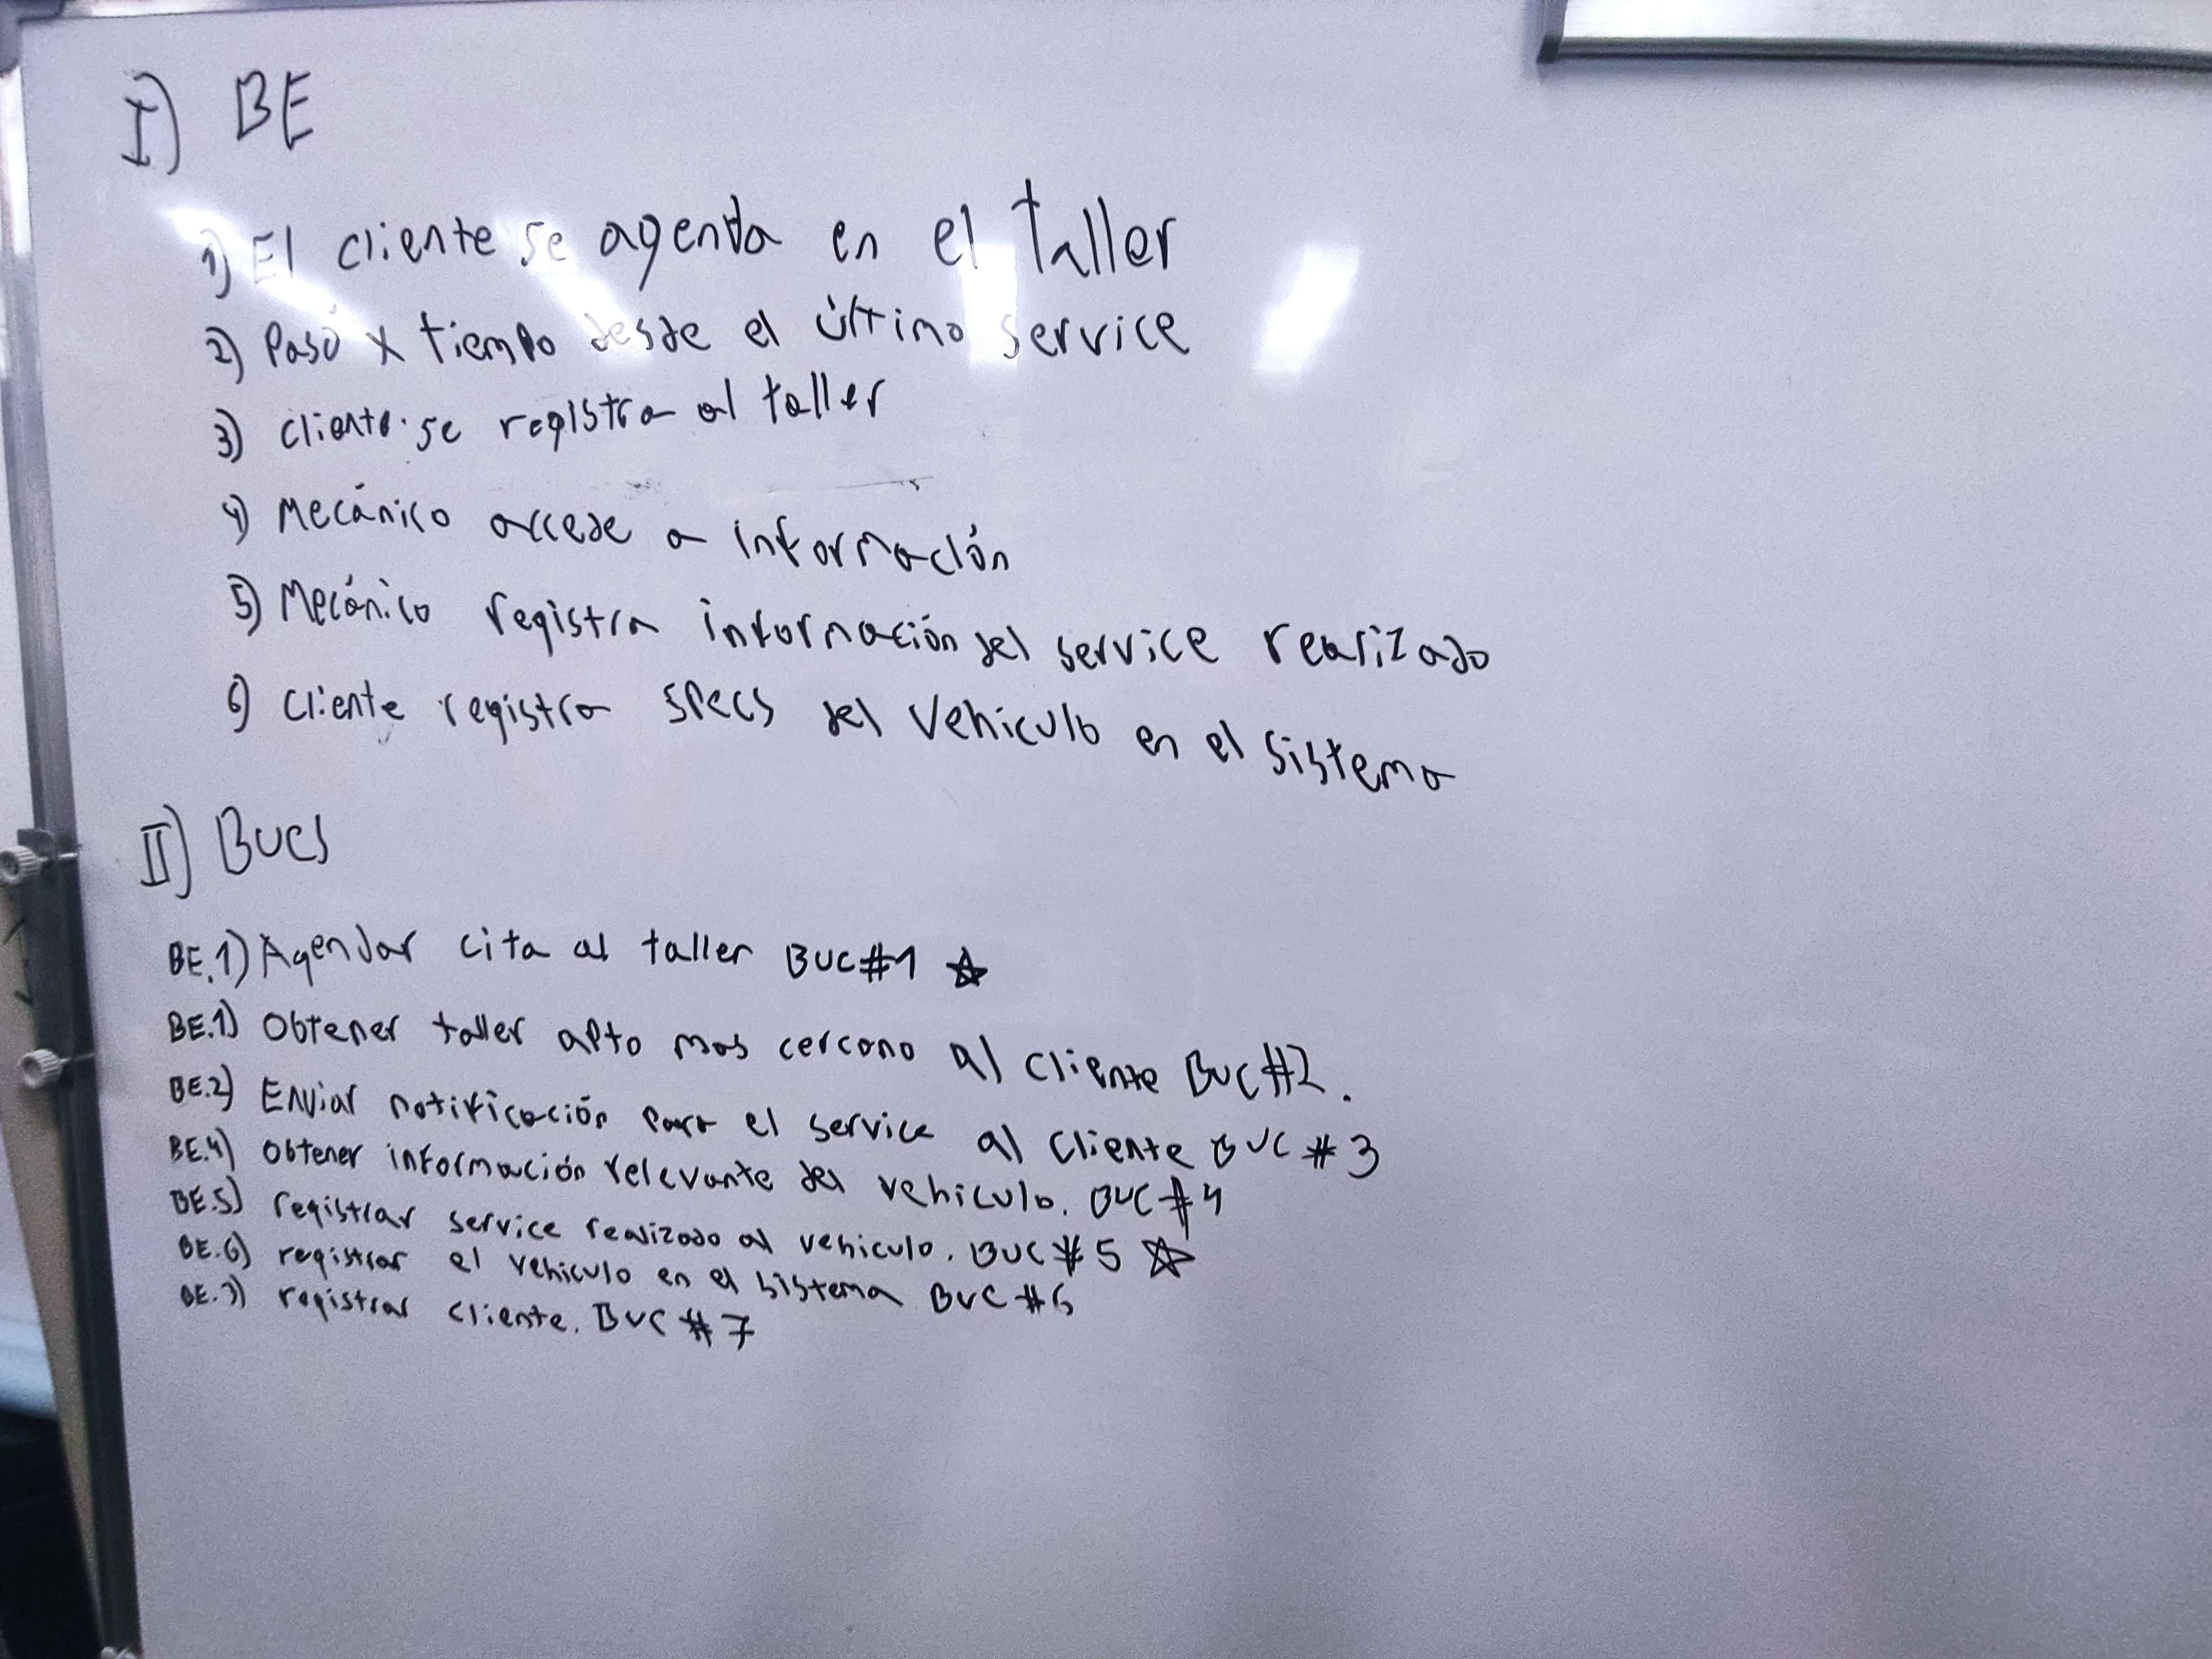 I) BE
1) El cliente se agenda en el taller
2) Pasó x tiempo desde el último service
3) cliente se registra al taller
4) Mecánico accede a información
5) Mecánico registra información del service realizado
6) cliente registra specs del vehiculo en el sistema
II) BUCs
BE.1) Agendar cita al taller BUC#1 ☆
BE.1) Obtener taller apto mas cercano al cliente BUC#2.
BE.2) Enviar notificación para el service al cliente BUC #3
BE.4) obtener información relevante del vehiculo. BUC #4
BE.5) registrar service realizado al vehiculo. BUC #5 ☆
BE.6) registrar el vehiculo en el sistema BUC #6
BE.3) registrar cliente. BUC #7